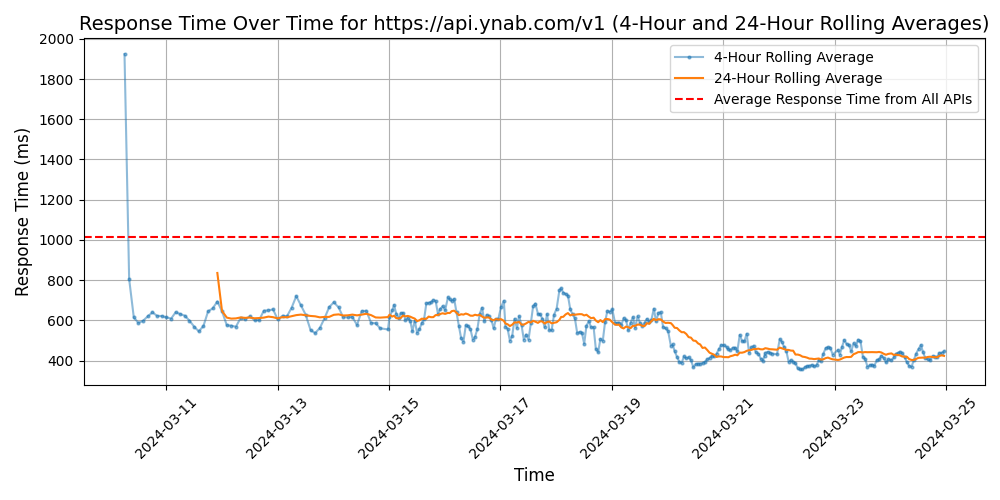 Response Time Over Time for https://api.ynab.com/v1 (4-Hour and 24-Hour Rolling Averages)
4-Hour Rolling Average
24-Hour Rolling Average
Average Response Time from All APIs
Response Time (ms)
2000
1800
1600
1400
1200
1000
800
600
400
2024-03-11
2024-03-13
2024-03-15
2024-03-17
2024-03-19
2024-03-21
2024-03-23
2024-03-25
Time